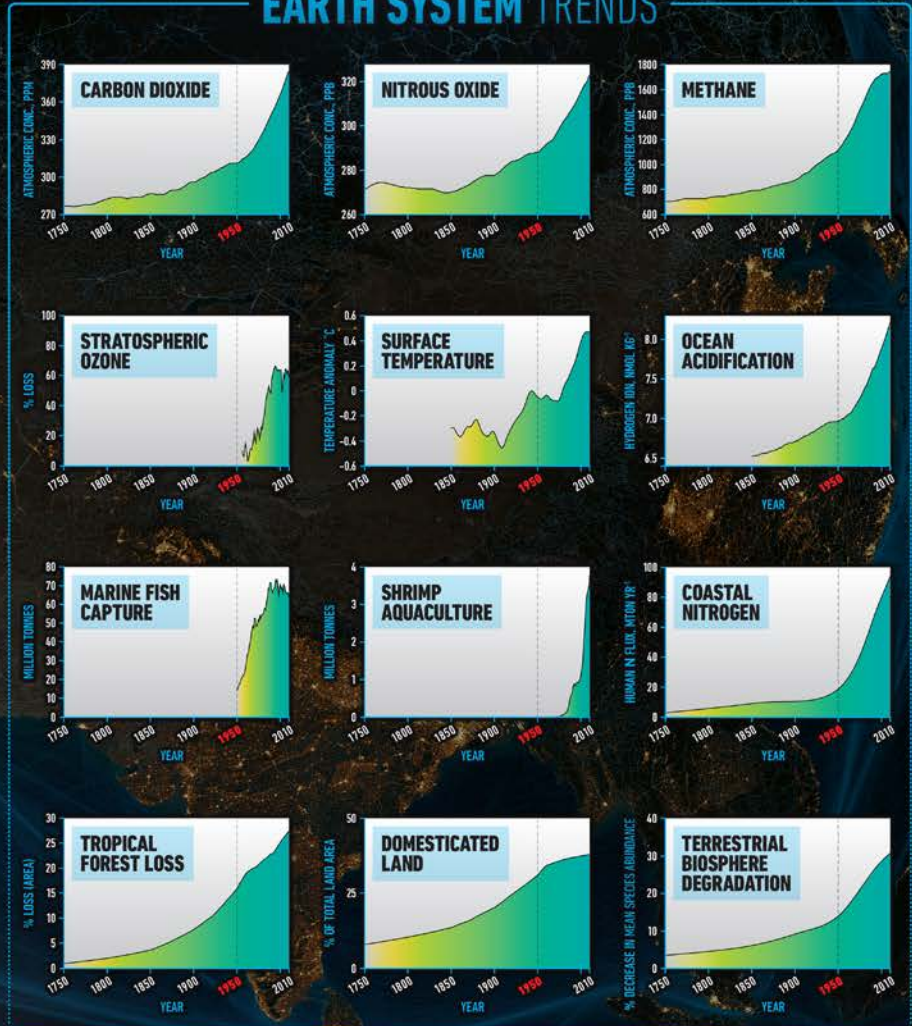 EARTH SYSTEM TRENDS
CARBON DIOXIDE
ATMOSPHERIC CONC., PPM
390
360
330
300
270
1750 1800 1850 1900 1950 2010
YEAR
NITROUS OXIDE
ATMOSPHERIC CONC., PPB
320
300
280
260
1750 1800 1850 1900 1950 2010
YEAR
METHANE
ATMOSPHERIC CONC., PPB
1800
1600
1400
1200
1000
800
600
1750 1800 1850 1900 1950 2010
YEAR
STRATOSPHERIC
OZONE
% LOSS
100
80
60
40
20
0
1750 1800 1850 1900 1950 2010
YEAR
SURFACE
TEMPERATURE
TEMPERATURE ANOMALY °C
0.6
0.4
0.2
0
-0.2
-0.4
-0.6
1750 1800 1850 1900 1950 2010
YEAR
OCEAN
ACIDIFICATION
HYDROGEN ION, NMOL KG⁻¹
8.0
7.5
7.0
6.5
1750 1800 1850 1900 1950 2010
YEAR
MARINE FISH
CAPTURE
MILLION TONNES
80
70
60
50
40
30
20
10
0
1750 1800 1850 1900 1950 2010
YEAR
SHRIMP
AQUACULTURE
MILLION TONNES
4
3
2
1
0
1750 1800 1850 1900 1950 2010
YEAR
COASTAL
NITROGEN
HUMAN N FLUX, MTON YR⁻¹
100
80
60
40
20
0
1750 1800 1850 1900 1950 2010
YEAR
TROPICAL
FOREST LOSS
% LOSS (AREA)
30
25
20
15
10
5
0
1750 1800 1850 1900 1950 2010
YEAR
DOMESTICATED
LAND
% OF TOTAL LAND AREA
50
25
0
1750 1800 1850 1900 1950 2010
YEAR
TERRESTRIAL
BIOSPHERE
DEGRADATION
% DECREASE IN MEAN SPECIES ABUNDANCE
40
30
20
10
0
1750 1800 1850 1900 1950 2010
YEAR